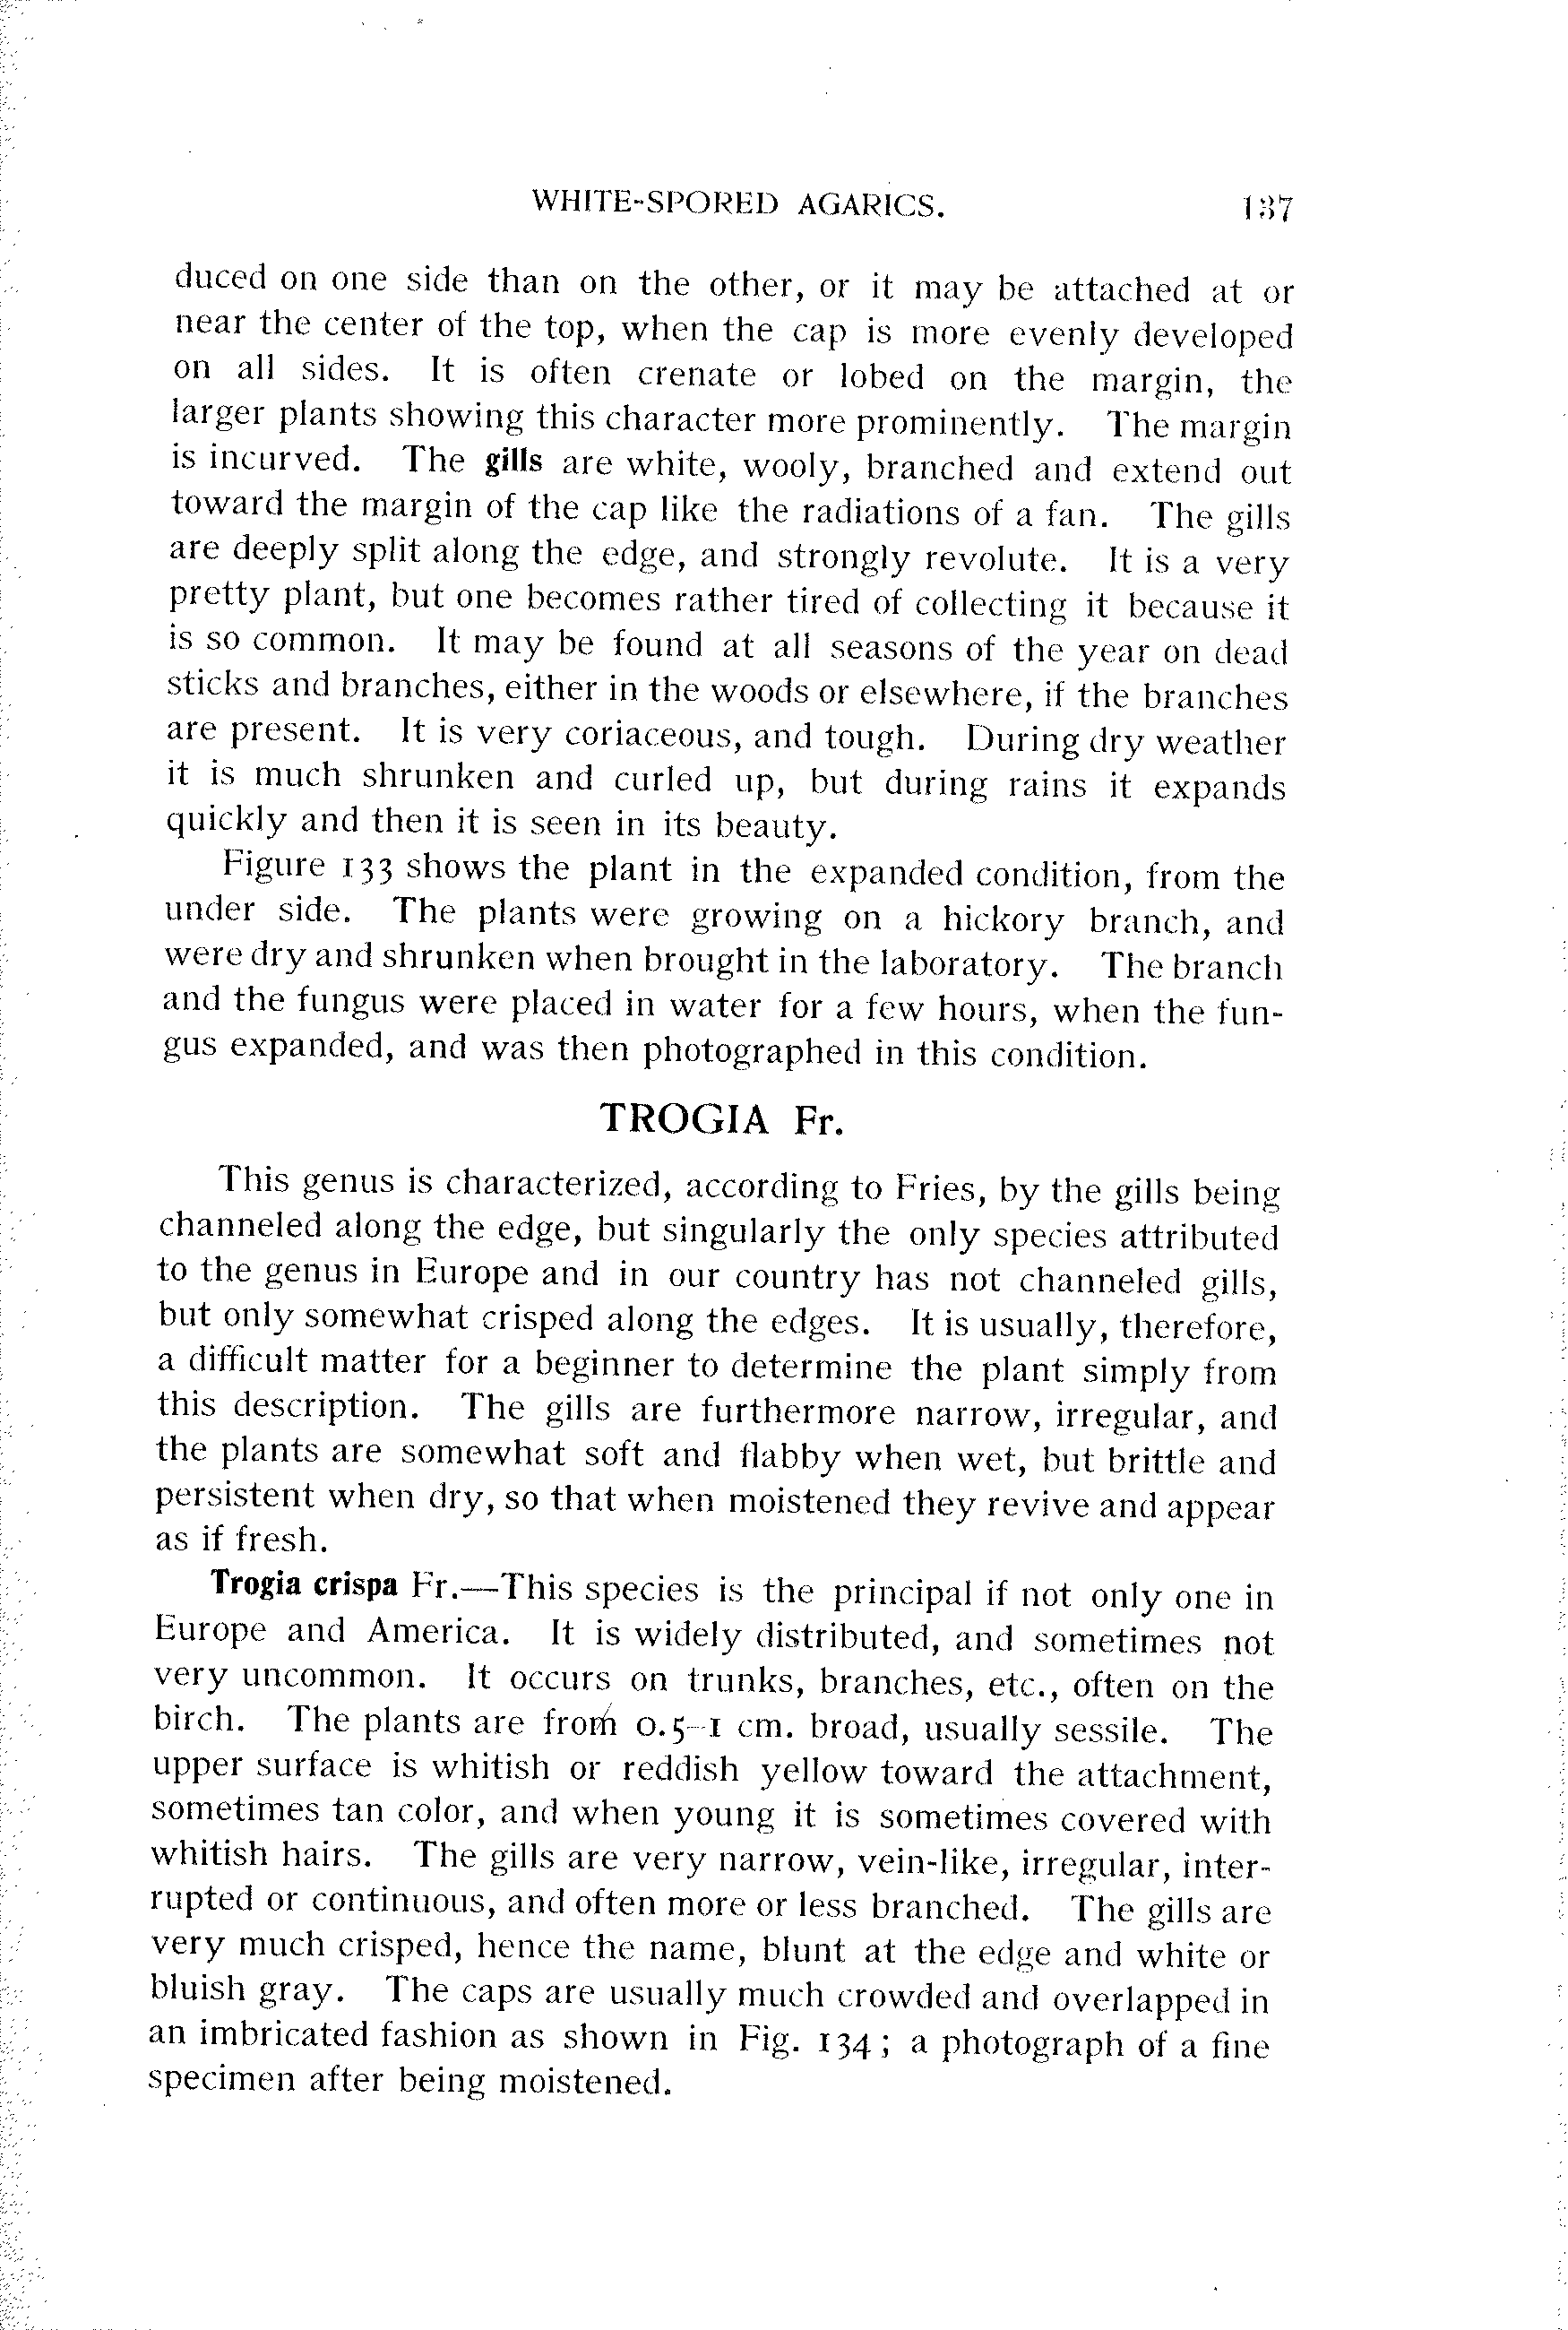 WHITE-SPORED AGARICS. 137
duced on one side than on the other, or it may be attached at or
near the center of the top, when the cap is more evenly developed
on all sides. It is often crenate or lobed on the margin, the
larger plants showing this character more prominently. The margin
is incurved. The gills are white, wooly, branched and extend out
toward the margin of the cap like the radiations of a fan. The gills
are deeply split along the edge, and strongly revolute. It is a very
pretty plant, but one becomes rather tired of collecting it because it
is so common. It may be found at all seasons of the year on dead
sticks and branches, either in the woods or elsewhere, if the branches
are present. It is very coriaceous, and tough. During dry weather
it is much shrunken and curled up, but during rains it expands
quickly and then it is seen in its beauty.
Figure 133 shows the plant in the expanded condition, from the
under side. The plants were growing on a hickory branch, and
were dry and shrunken when brought in the laboratory. The branch
and the fungus were placed in water for a few hours, when the fun-
gus expanded, and was then photographed in this condition.
TROGIA Fr.
This genus is characterized, according to Fries, by the gills being
channeled along the edge, but singularly the only species attributed
to the genus in Europe and in our country has not channeled gills,
but only somewhat crisped along the edges. It is usually, therefore,
a difficult matter for a beginner to determine the plant simply from
this description. The gills are furthermore narrow, irregular, and
the plants are somewhat soft and flabby when wet, but brittle and
persistent when dry, so that when moistened they revive and appear
as if fresh.
Trogia crispa Fr.—This species is the principal if not only one in
Europe and America. It is widely distributed, and sometimes not
very uncommon. It occurs on trunks, branches, etc., often on the
birch. The plants are from 0.5–1 cm. broad, usually sessile. The
upper surface is whitish or reddish yellow toward the attachment,
sometimes tan color, and when young it is sometimes covered with
whitish hairs. The gills are very narrow, vein-like, irregular, inter-
rupted or continuous, and often more or less branched. The gills are
very much crisped, hence the name, blunt at the edge and white or
bluish gray. The caps are usually much crowded and overlapped in
an imbricated fashion as shown in Fig. 134; a photograph of a fine
specimen after being moistened.